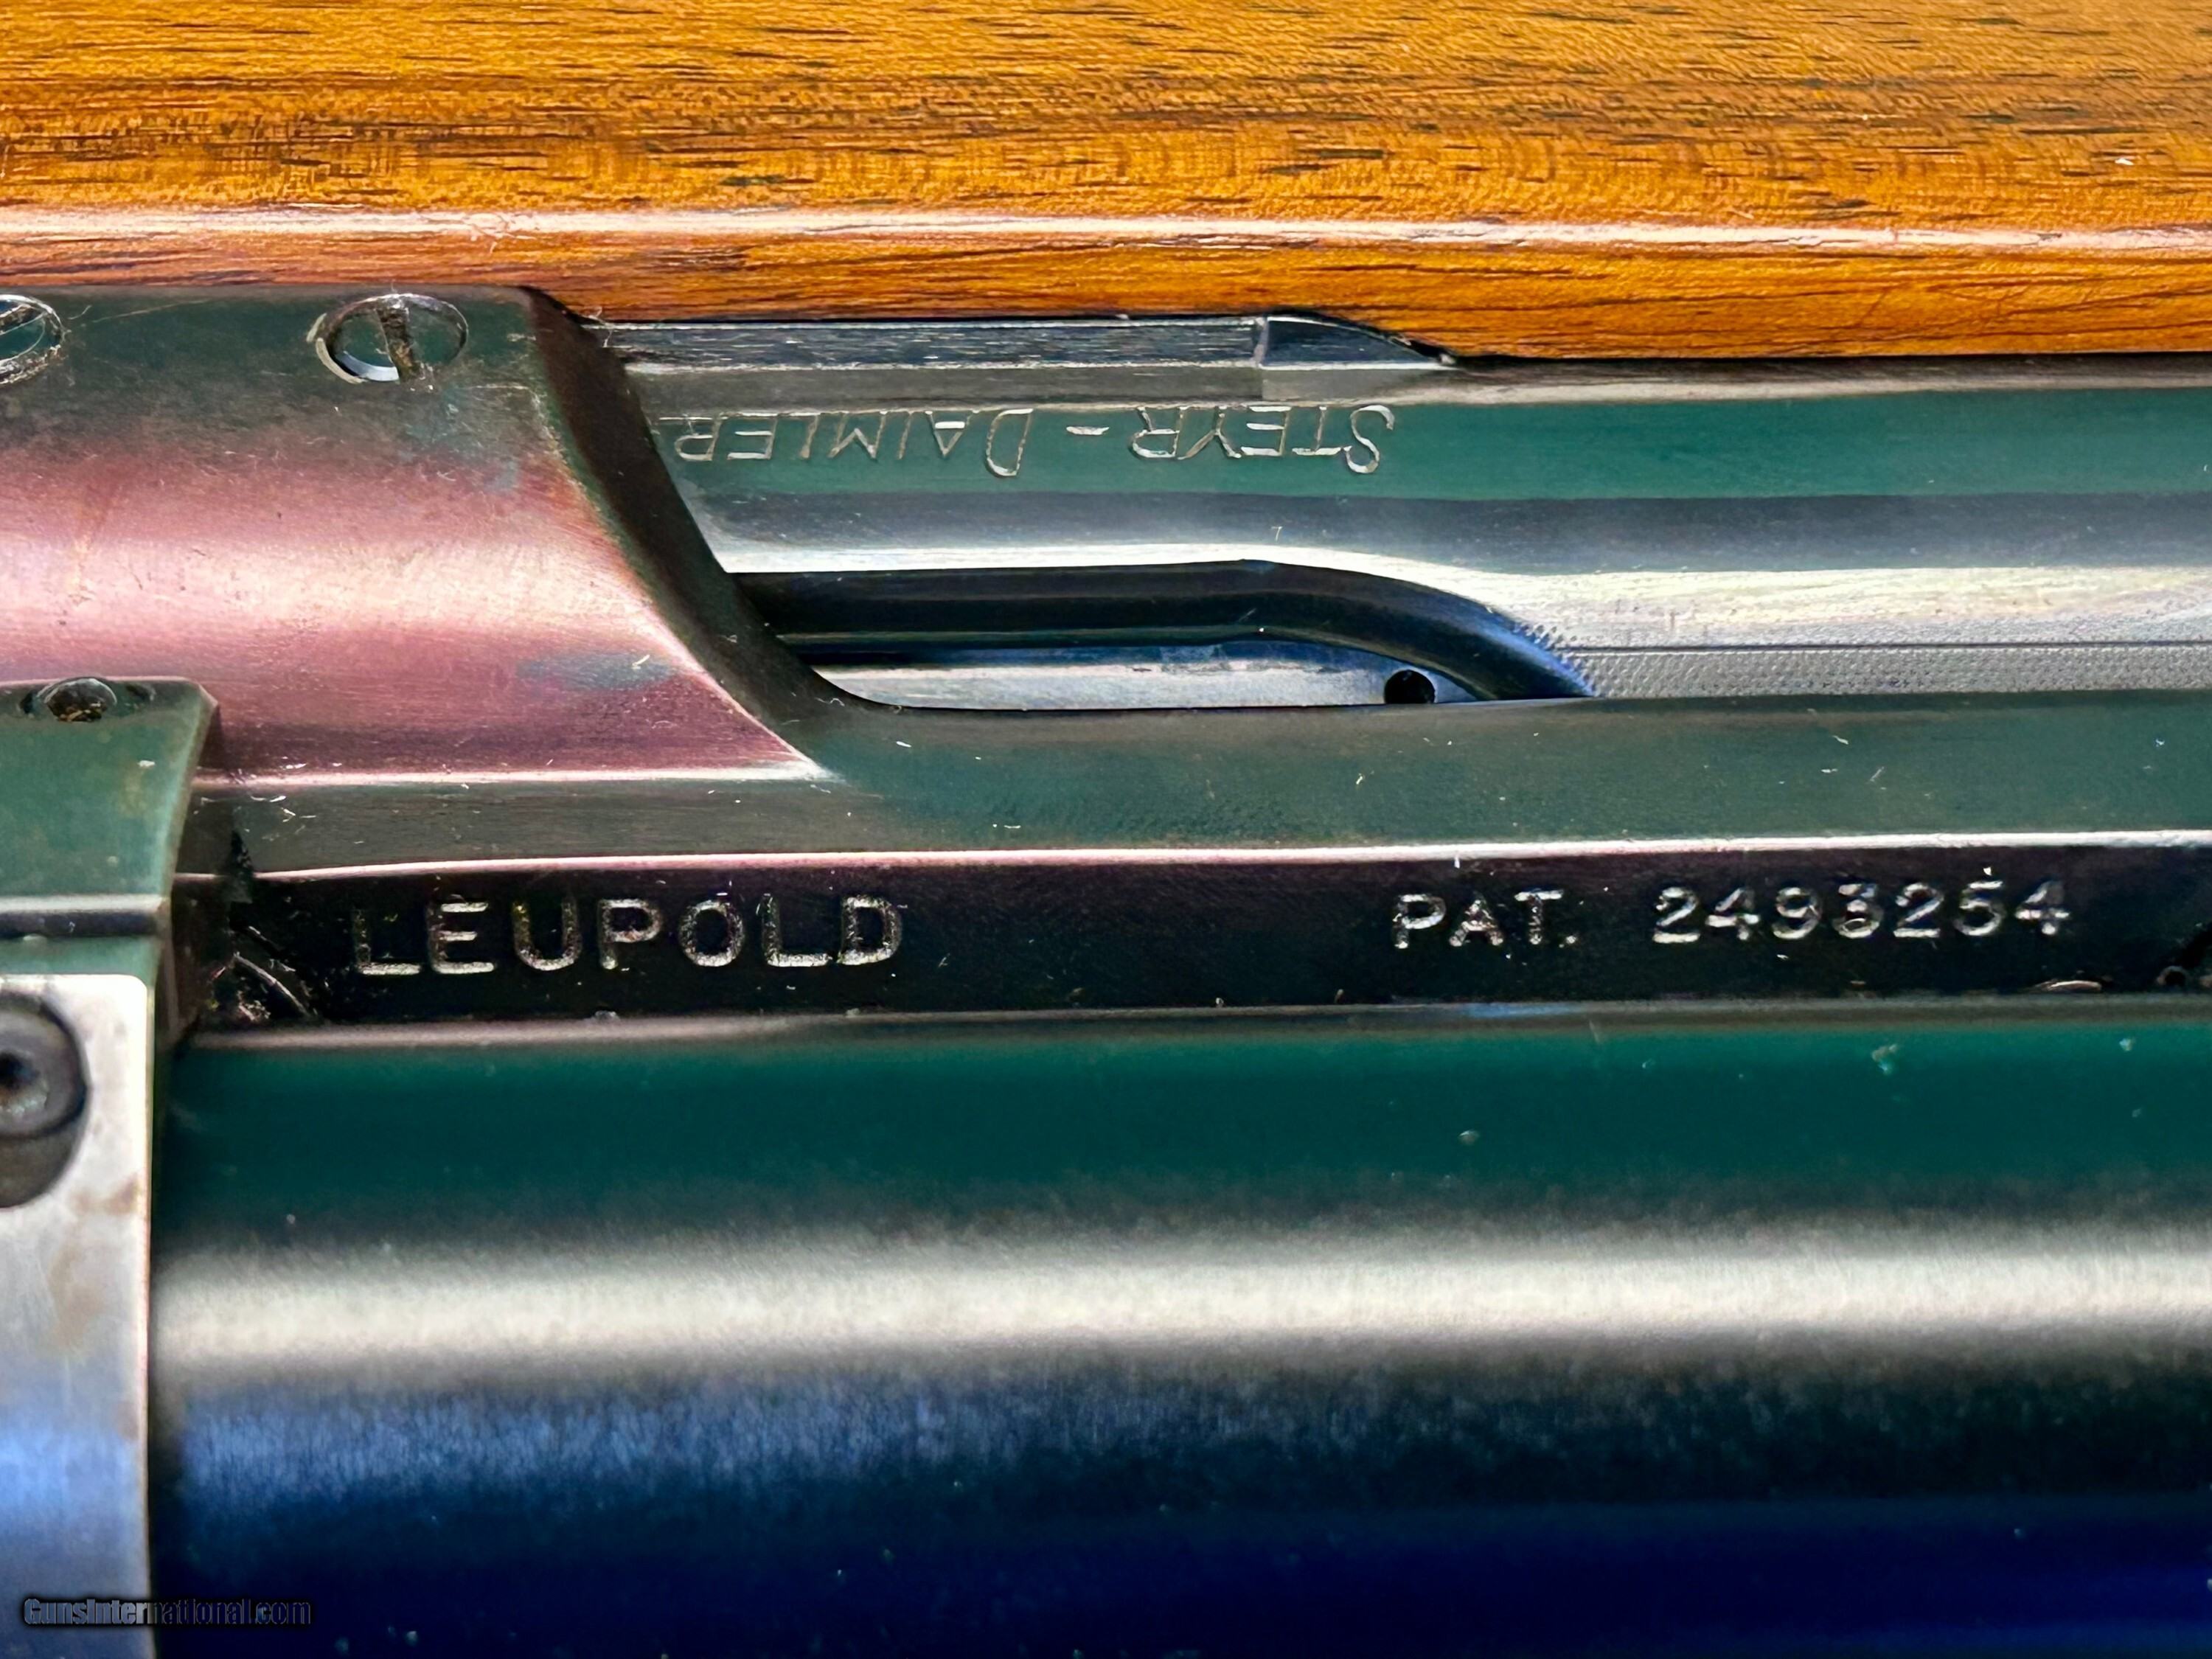 STEYR-DAIMLER-
LEUPOLD PAT. 2493254
GunsInternational.com